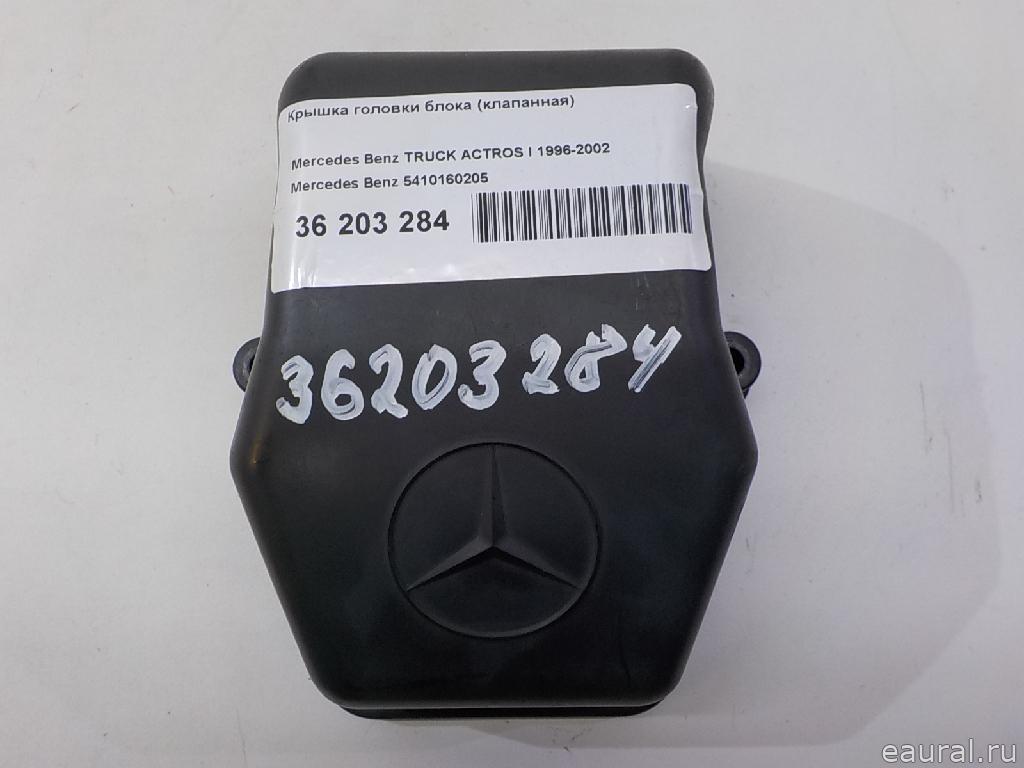 Крышка головки блока (клапанная)
Mercedes Benz TRUCK ACTROS I 1996-2002
Mercedes Benz 5410160205
36 203 284
36203284
eaural.ru